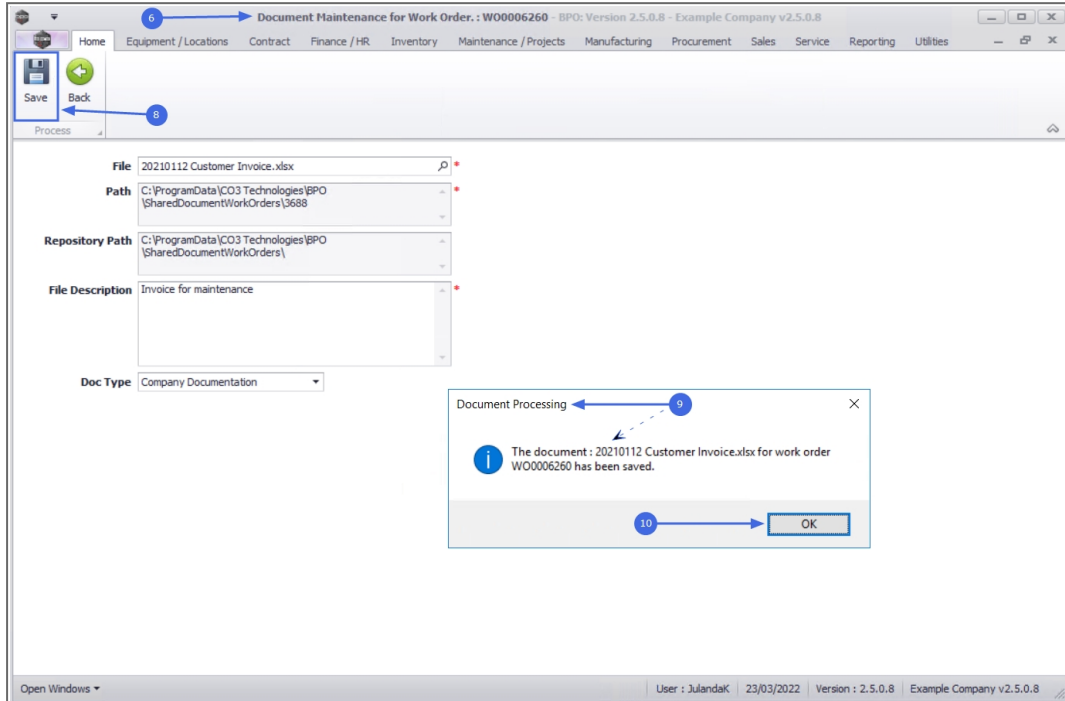 6
Document Maintenance for Work Order. : WO0006260 - BPO: Version 2.5.0.8 - Example Company v2.5.0.8
Home Equipment / Locations Contract Finance / HR Inventory Maintenance / Projects Manufacturing Procurement Sales Service Reporting Utilities
Save Back
8
Process
File 20210112 Customer Invoice.xlsx *
Path C:\ProgramData\CO3 Technologies\BPO *
\SharedDocumentWorkOrders\3688
Repository Path C:\ProgramData\CO3 Technologies\BPO
\SharedDocumentWorkOrders\
File Description Invoice for maintenance *
Doc Type Company Documentation
Document Processing 9
The document : 20210112 Customer Invoice.xlsx for work order
WO0006260 has been saved.
10 OK
Open Windows User : JulandaK 23/03/2022 Version : 2.5.0.8 Example Company v2.5.0.8